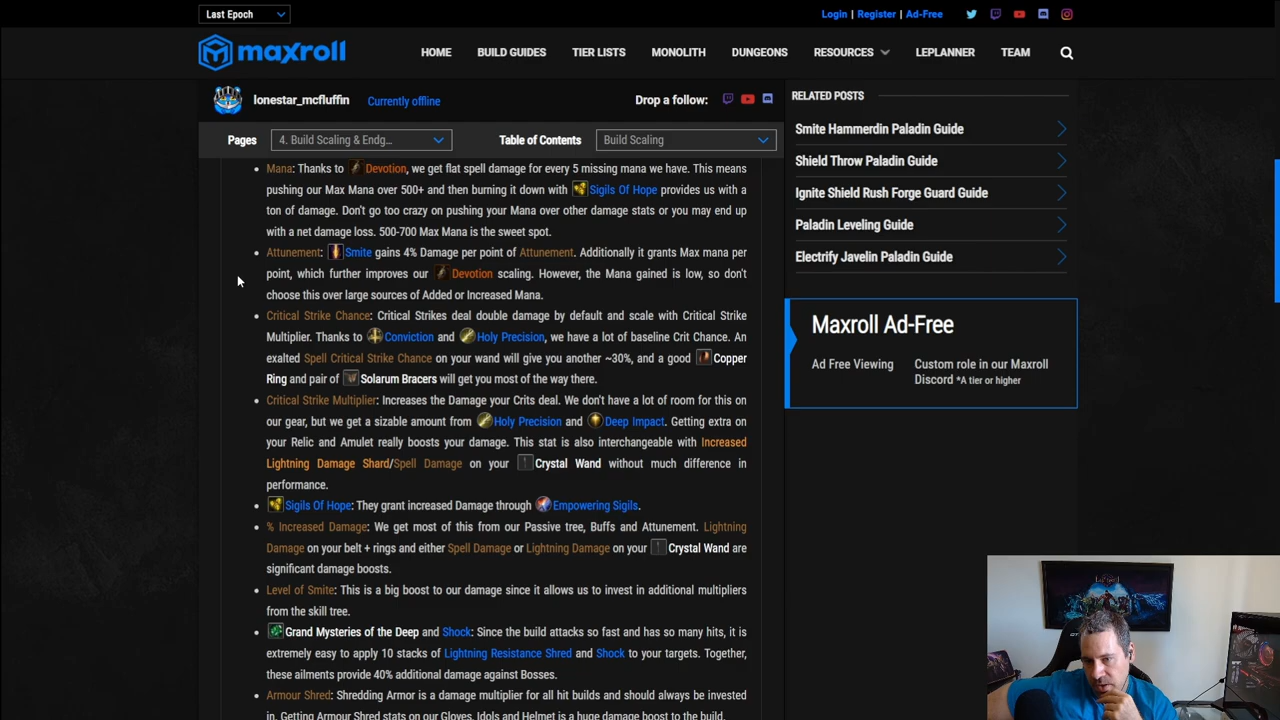 Last Epoch
Login | Register | Ad-Free
maxroll
HOME BUILD GUIDES TIER LISTS MONOLITH DUNGEONS RESOURCES LEPLANNER TEAM
lonestar_mcfluffin Currently offline Drop a follow:
Pages 4. Build Scaling & Endg... Table of Contents Build Scaling
Mana: Thanks to Devotion, we get flat spell damage for every 5 missing mana we have. This means
pushing our Max Mana over 500+ and then burning it down with Sigils Of Hope provides us with a
ton of damage. Don't go too crazy on pushing your Mana over other damage stats or you may end up
with a net damage loss. 500-700 Max Mana is the sweet spot.
Attunement: Smite gains 4% Damage per point of Attunement. Additionally it grants Max mana per
point, which further improves our Devotion scaling. However, the Mana gained is low, so don't
choose this over large sources of Added or Increased Mana.
Critical Strike Chance: Critical Strikes deal double damage by default and scale with Critical Strike
Multiplier. Thanks to Conviction and Holy Precision, we have a lot of baseline Crit Chance. An
exalted Spell Critical Strike Chance on your wand will give you another ~30%, and a good Copper
Ring and pair of Solarum Bracers will get you most of the way there.
Critical Strike Multiplier: Increases the Damage your Crits deal. We don't have a lot of room for this on
our gear, but we get a sizable amount from Holy Precision and Deep Impact. Getting extra on
your Relic and Amulet really boosts your damage. This stat is also interchangeable with Increased
Lightning Damage Shard/Spell Damage on your Crystal Wand without much difference in
performance.
Sigils Of Hope: They grant increased Damage through Empowering Sigils.
% Increased Damage: We get most of this from our Passive tree, Buffs and Attunement. Lightning
Damage on your belt + rings and either Spell Damage or Lightning Damage on your Crystal Wand are
significant damage boosts.
Level of Smite: This is a big boost to our damage since it allows us to invest in additional multipliers
from the skill tree.
Grand Mysteries of the Deep and Shock: Since the build attacks so fast and has so many hits, it is
extremely easy to apply 10 stacks of Lightning Resistance Shred and Shock to your targets. Together,
these ailments provide 40% additional damage against Bosses.
Armour Shred: Shredding Armor is a damage multiplier for all hit builds and should always be invested
in. Getting Armour Shred stats on our Gloves, Idols and Helmet is a huge damage boost to the build.
RELATED POSTS
Smite Hammerdin Paladin Guide
Shield Throw Paladin Guide
Ignite Shield Rush Forge Guard Guide
Paladin Leveling Guide
Electrify Javelin Paladin Guide
Maxroll Ad-Free
Ad Free Viewing Custom role in our Maxroll
Discord *A tier or higher